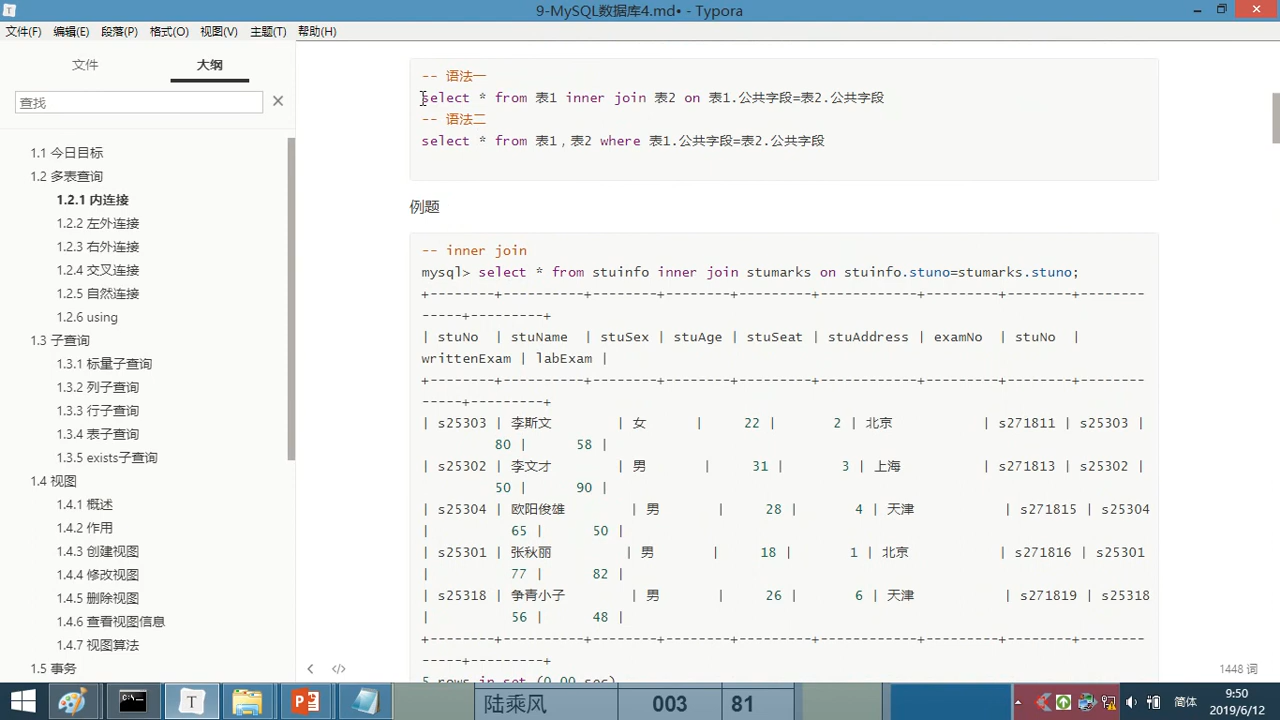 9-MySQL数据库4.md• - Typora
文件(F) 编辑(E) 段落(P) 格式(O) 视图(V) 主题(T) 帮助(H)
文件 大纲
查找
1.1 今日目标
1.2 多表查询
1.2.1 内连接
1.2.2 左外连接
1.2.3 右外连接
1.2.4 交叉连接
1.2.5 自然连接
1.2.6 using
1.3 子查询
1.3.1 标量子查询
1.3.2 列子查询
1.3.3 行子查询
1.3.4 表子查询
1.3.5 exists子查询
1.4 视图
1.4.1 概述
1.4.2 作用
1.4.3 创建视图
1.4.4 修改视图
1.4.5 删除视图
1.4.6 查看视图信息
1.4.7 视图算法
1.5 事务
-- 语法一
select * from 表1 inner join 表2 on 表1.公共字段=表2.公共字段
-- 语法二
select * from 表1，表2 where 表1.公共字段=表2.公共字段
例题
-- inner join
mysql> select * from stuinfo inner join stumarks on stuinfo.stuno=stumarks.stuno;
+--------+----------+--------+--------+---------+------------+---------+--------+--------
-----+---------+
| stuNo | stuName | stuSex | stuAge | stuSeat | stuAddress | examNo | stuNo |
writtenExam | labExam |
+--------+----------+--------+--------+---------+------------+---------+--------+--------
-----+---------+
| s25303 | 李斯文 | 女 | 22 | 2 | 北京 | s271811 | s25303 |
80 | 58 |
| s25302 | 李文才 | 男 | 31 | 3 | 上海 | s271813 | s25302 |
50 | 90 |
| s25304 | 欧阳俊雄 | 男 | 28 | 4 | 天津 | s271815 | s25304
| 65 | 50 |
| s25301 | 张秋丽 | 男 | 18 | 1 | 北京 | s271816 | s25301
| 77 | 82 |
| s25318 | 争青小子 | 男 | 26 | 6 | 天津 | s271819 | s25318
| 56 | 48 |
+--------+----------+--------+--------+---------+------------+---------+--------+--------
-----+---------+
5 rows in set (0.00 sec)
1448 词
陆乘风 003 81
简体
9:50
2019/6/12